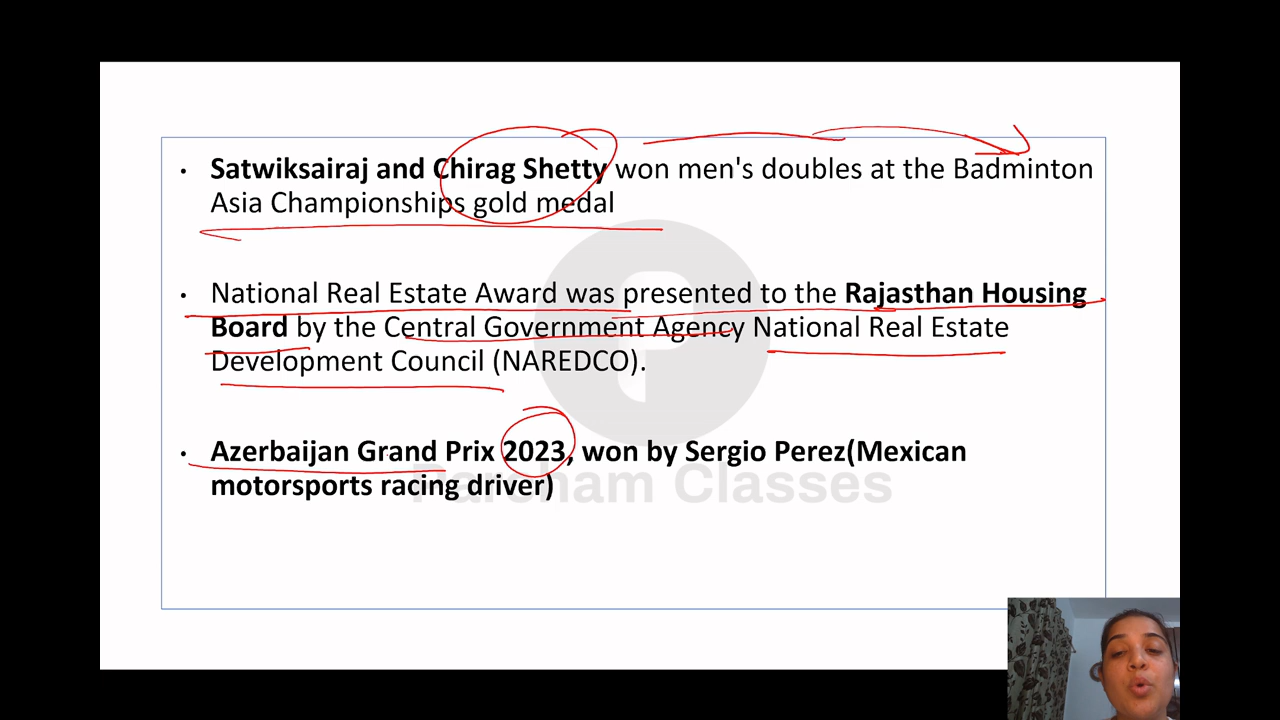 • Satwiksairaj and Chirag Shetty won men's doubles at the Badminton
Asia Championships gold medal
• National Real Estate Award was presented to the Rajasthan Housing
Board by the Central Government Agency National Real Estate
Development Council (NAREDCO).
• Azerbaijan Grand Prix 2023, won by Sergio Perez(Mexican
motorsports racing driver)
Parcham Classes